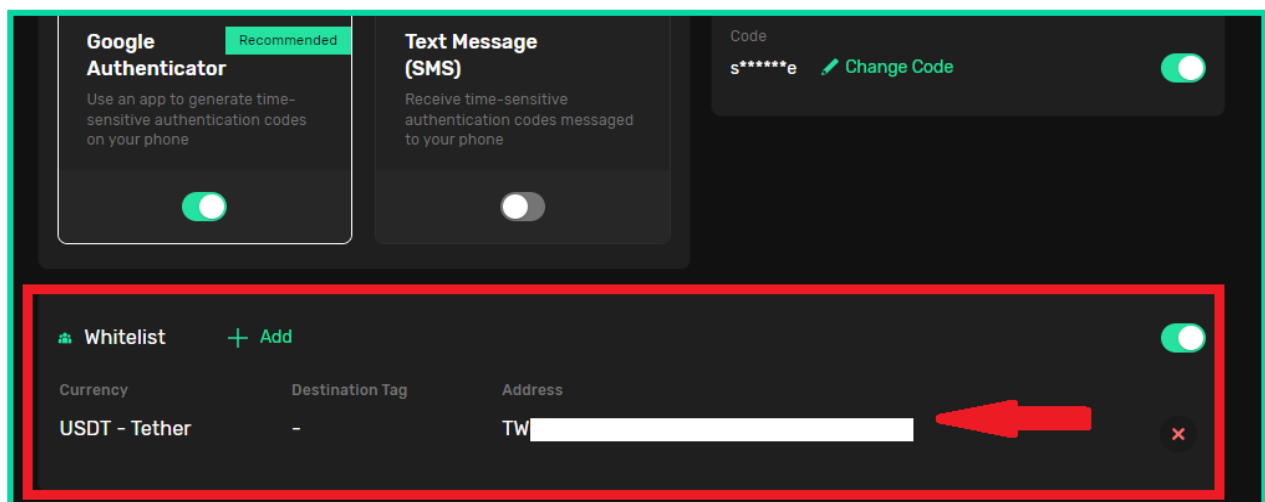 Google
Authenticator
Recommended
Use an app to generate time-
sensitive authentication codes
on your phone
Text Message
(SMS)
Receive time-sensitive
authentication codes messaged
to your phone
Code
s******e Change Code
Whitelist + Add
Currency Destination Tag Address
USDT - Tether - TW